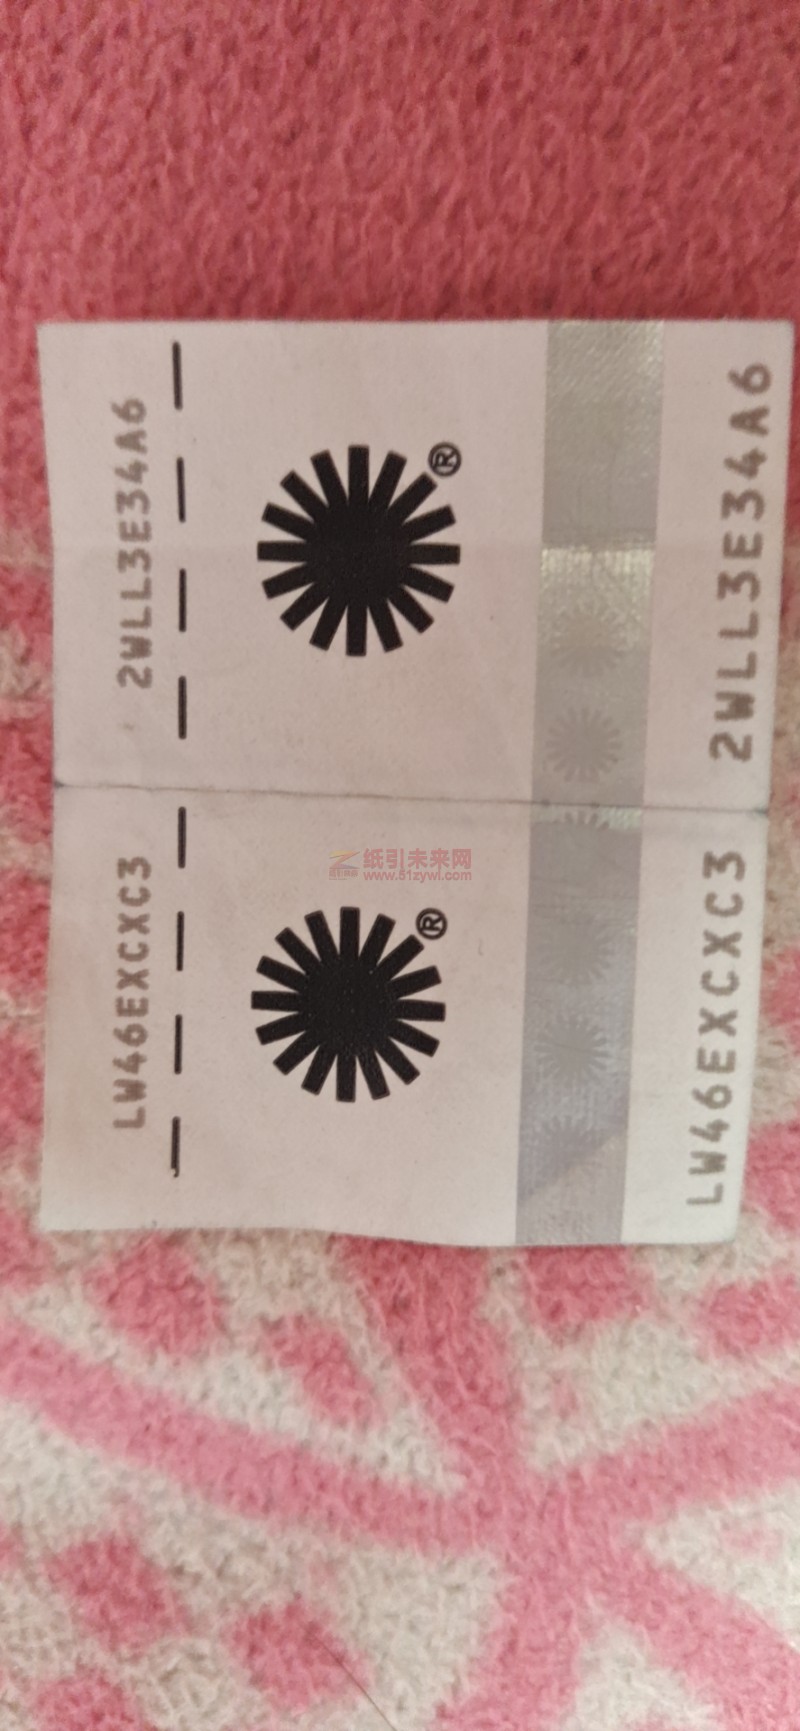 2WLL3E34A6
®
2WLL3E34A6
纸引未来网
www.51zywl.com
LW46EXCXC3
®
LW46EXCXC3